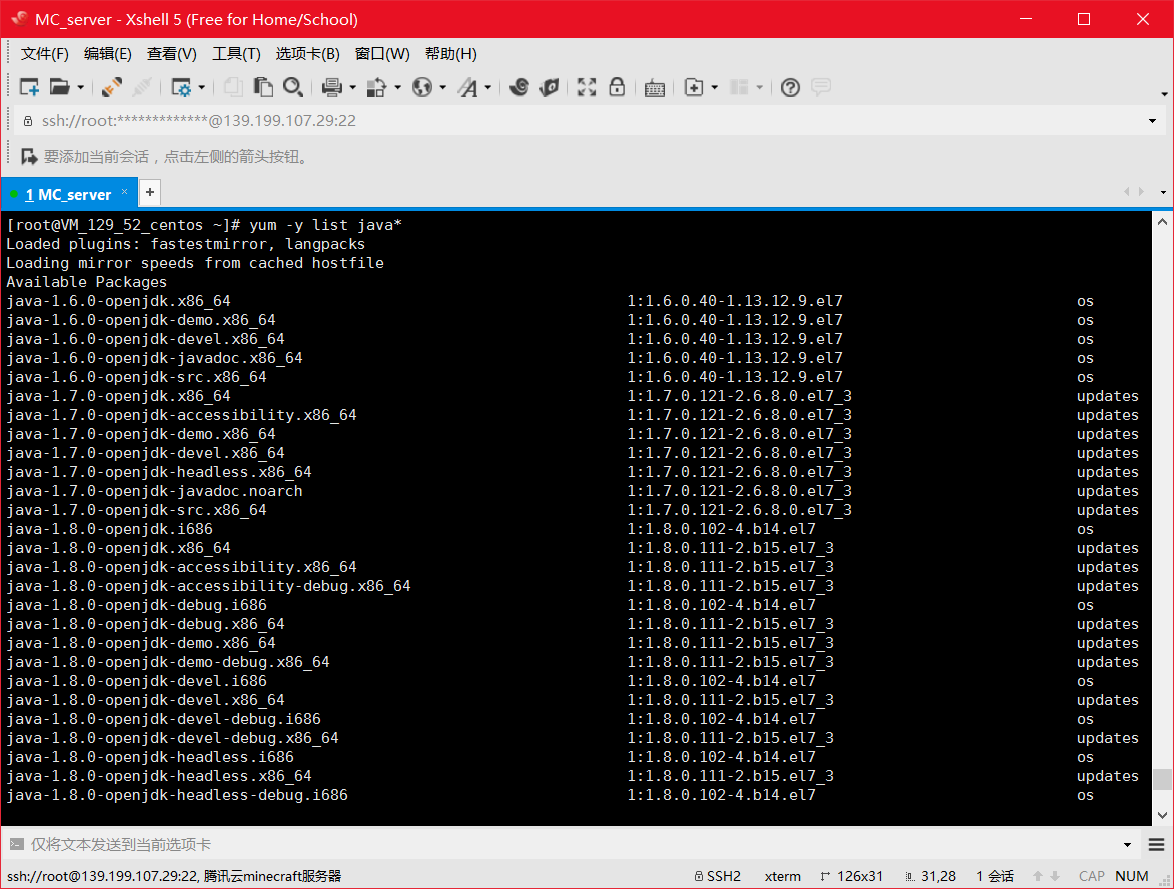 MC_server - Xshell 5 (Free for Home/School)
文件(F) 编辑(E) 查看(V) 工具(T) 选项卡(B) 窗口(W) 帮助(H)
ssh://root:*************@139.199.107.29:22
要添加当前会话，点击左侧的箭头按钮。
1 MC_server × +
[root@VM_129_52_centos ~]# yum -y list java*
Loaded plugins: fastestmirror, langpacks
Loading mirror speeds from cached hostfile
Available Packages
java-1.6.0-openjdk.x86_64 1:1.6.0.40-1.13.12.9.el7 os
java-1.6.0-openjdk-demo.x86_64 1:1.6.0.40-1.13.12.9.el7 os
java-1.6.0-openjdk-devel.x86_64 1:1.6.0.40-1.13.12.9.el7 os
java-1.6.0-openjdk-javadoc.x86_64 1:1.6.0.40-1.13.12.9.el7 os
java-1.6.0-openjdk-src.x86_64 1:1.6.0.40-1.13.12.9.el7 os
java-1.7.0-openjdk.x86_64 1:1.7.0.121-2.6.8.0.el7_3 updates
java-1.7.0-openjdk-accessibility.x86_64 1:1.7.0.121-2.6.8.0.el7_3 updates
java-1.7.0-openjdk-demo.x86_64 1:1.7.0.121-2.6.8.0.el7_3 updates
java-1.7.0-openjdk-devel.x86_64 1:1.7.0.121-2.6.8.0.el7_3 updates
java-1.7.0-openjdk-headless.x86_64 1:1.7.0.121-2.6.8.0.el7_3 updates
java-1.7.0-openjdk-javadoc.noarch 1:1.7.0.121-2.6.8.0.el7_3 updates
java-1.7.0-openjdk-src.x86_64 1:1.7.0.121-2.6.8.0.el7_3 updates
java-1.8.0-openjdk.i686 1:1.8.0.102-4.b14.el7 os
java-1.8.0-openjdk.x86_64 1:1.8.0.111-2.b15.el7_3 updates
java-1.8.0-openjdk-accessibility.x86_64 1:1.8.0.111-2.b15.el7_3 updates
java-1.8.0-openjdk-accessibility-debug.x86_64 1:1.8.0.111-2.b15.el7_3 updates
java-1.8.0-openjdk-debug.i686 1:1.8.0.102-4.b14.el7 os
java-1.8.0-openjdk-debug.x86_64 1:1.8.0.111-2.b15.el7_3 updates
java-1.8.0-openjdk-demo.x86_64 1:1.8.0.111-2.b15.el7_3 updates
java-1.8.0-openjdk-demo-debug.x86_64 1:1.8.0.111-2.b15.el7_3 updates
java-1.8.0-openjdk-devel.i686 1:1.8.0.102-4.b14.el7 os
java-1.8.0-openjdk-devel.x86_64 1:1.8.0.111-2.b15.el7_3 updates
java-1.8.0-openjdk-devel-debug.i686 1:1.8.0.102-4.b14.el7 os
java-1.8.0-openjdk-devel-debug.x86_64 1:1.8.0.111-2.b15.el7_3 updates
java-1.8.0-openjdk-headless.i686 1:1.8.0.102-4.b14.el7 os
java-1.8.0-openjdk-headless.x86_64 1:1.8.0.111-2.b15.el7_3 updates
java-1.8.0-openjdk-headless-debug.i686 1:1.8.0.102-4.b14.el7 os
仅将文本发送到当前选项卡
ssh://root@139.199.107.29:22, 腾讯云minecraft服务器 SSH2 xterm 126x31 31,28 1 会话 CAP NUM